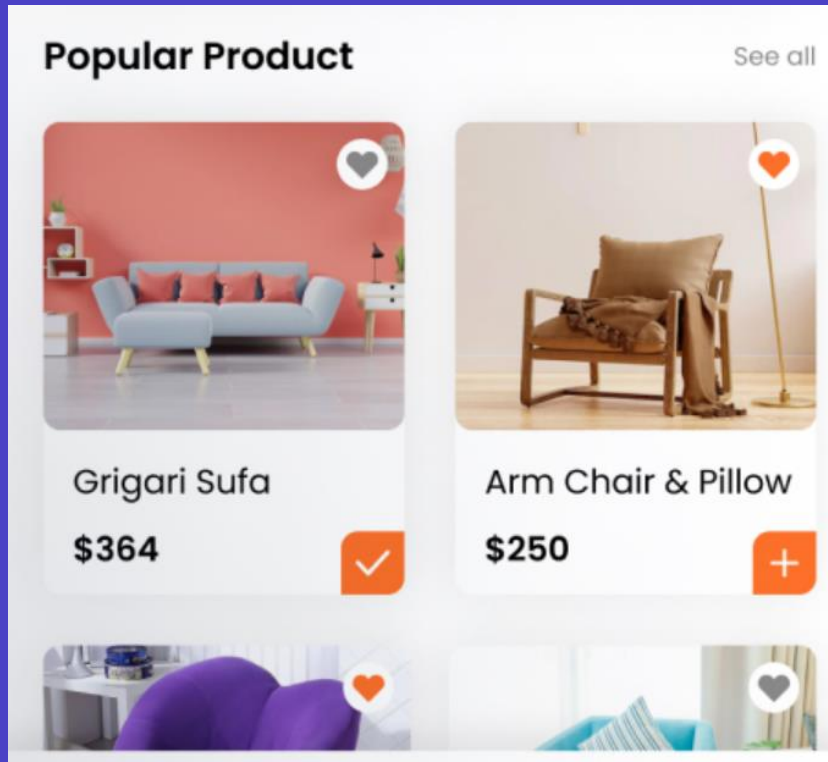 Popular Product
See all
Grigari Sufa
Arm Chair & Pillow
$364
$250